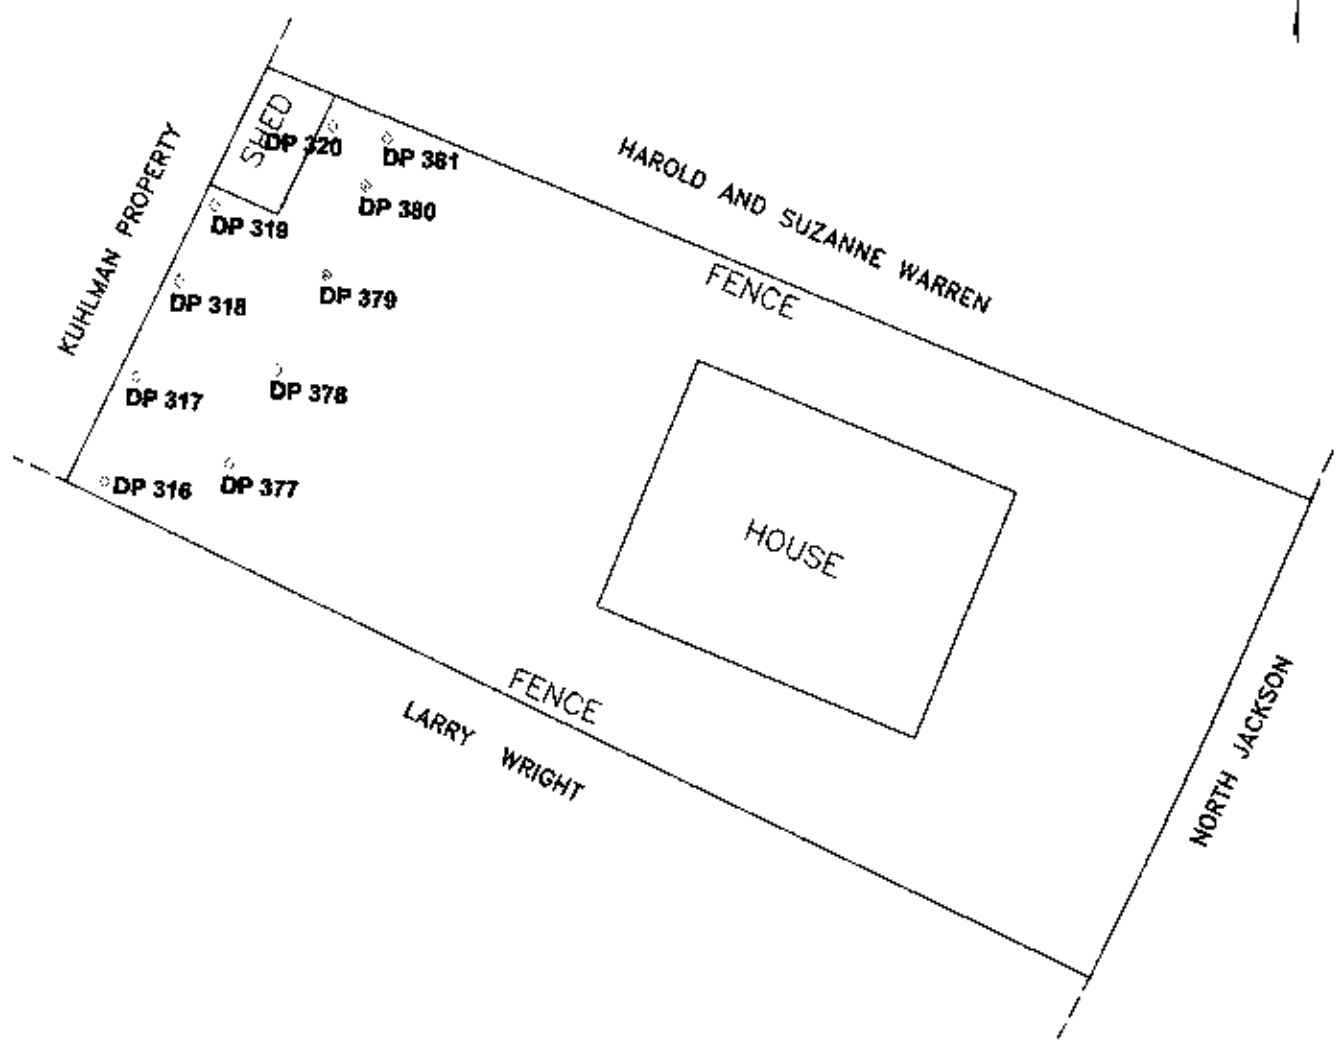 SHED
DP 320
DP 381
HAROLD AND SUZANNE WARREN
KUHLMAN PROPERTY
DP 380
DP 319
FENCE
DP 318
DP 379
DP 317
DP 378
DP 316
DP 377
HOUSE
FENCE
LARRY WRIGHT
NORTH JACKSON